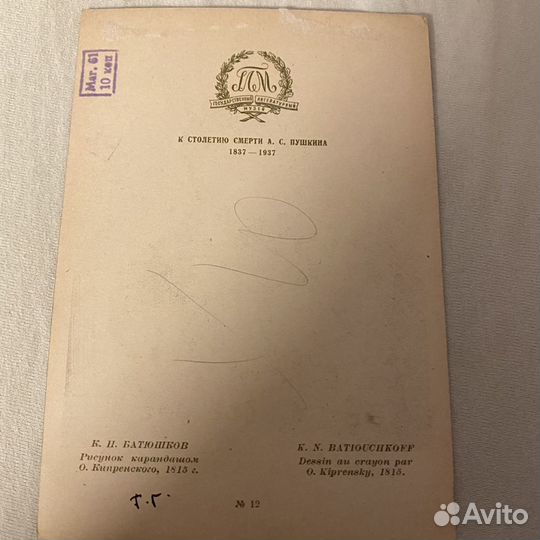 Маг. 61
10 коп
ГЛМ
ГОСУДАРСТВЕННЫЙ ЛИТЕРАТУРНЫЙ
МУЗЕЙ
К СТОЛЕТИЮ СМЕРТИ А. С. ПУШКИНА
1837 — 1937
К. Н. БАТЮШКОВ
Рисунок карандашом
О. Кипренского, 1815 г.
K. N. BATIOUCHKOFF
Dessin au crayon par
O. Kiprensky, 1815.
т.г.
№ 12
Avito